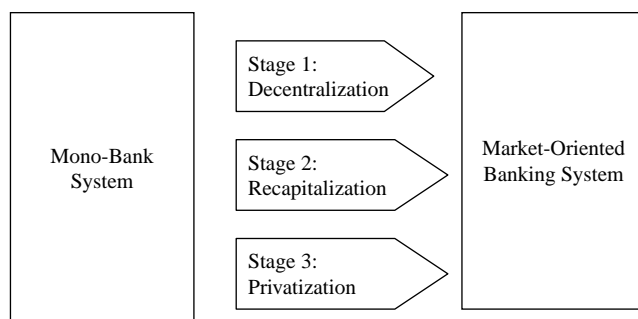 Mono-Bank
System
Stage 1:
Decentralization
Stage 2:
Recapitalization
Stage 3:
Privatization
Market-Oriented
Banking System